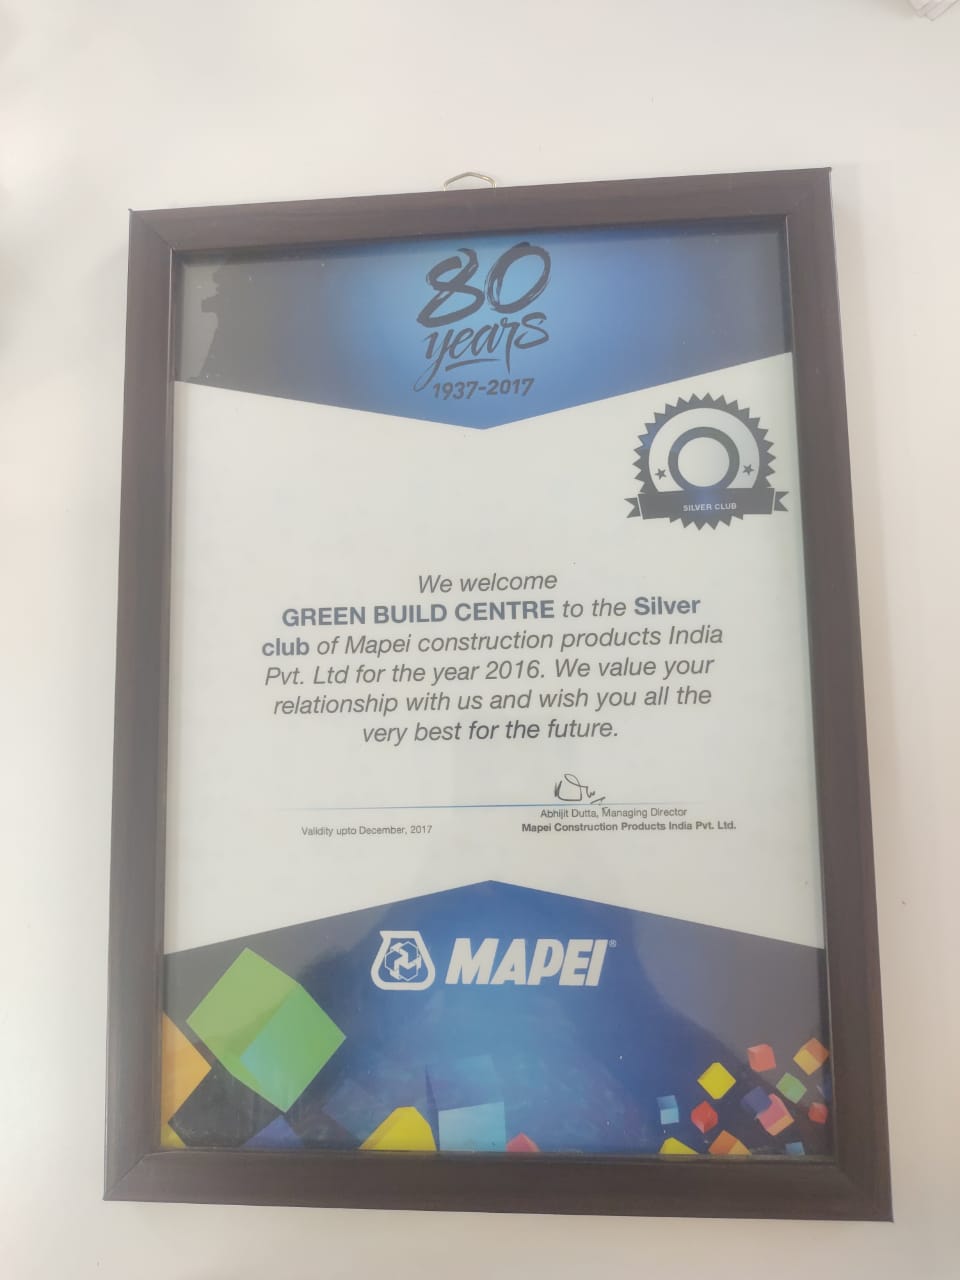 80
years
1937-2017
SILVER CLUB
We welcome
GREEN BUILD CENTRE to the Silver
club of Mapei construction products India
Pvt. Ltd for the year 2016. We value your
relationship with us and wish you all the
very best for the future.
Validity upto December, 2017
Abhijit Dutta, Managing Director
Mapei Construction Products India Pvt. Ltd.
MAPEI®